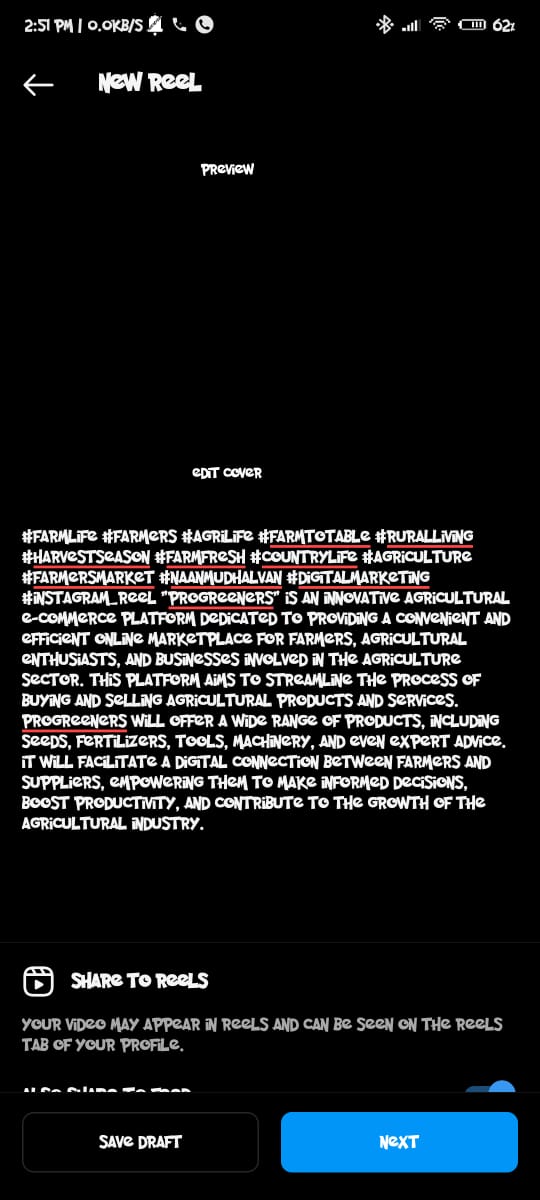 2:51 PM | 0.0KB/S
62%
New Reel
Preview
Edit cover
#farmlife #farmers #agrilife #farmtotable #ruralliving
#harvestseason #farmfresh #countrylife #agriculture
#farmersmarket #naanmudhalvan #digitalmarketing
#instagram_reel "Progreeners" is an innovative agricultural
e-commerce platform dedicated to providing a convenient and
efficient online marketplace for farmers, agricultural
enthusiasts, and businesses involved in the agriculture
sector. This platform aims to streamline the process of
buying and selling agricultural products and services.
Progreeners will offer a wide range of products, including
seeds, fertilizers, tools, machinery, and even expert advice.
It will facilitate a digital connection between farmers and
suppliers, empowering them to make informed decisions,
boost productivity, and contribute to the growth of the
agricultural industry.
Share to Reels
Your video may appear in Reels and can be seen on the Reels
tab of your profile.
Also share to Feed
Save draft
Next